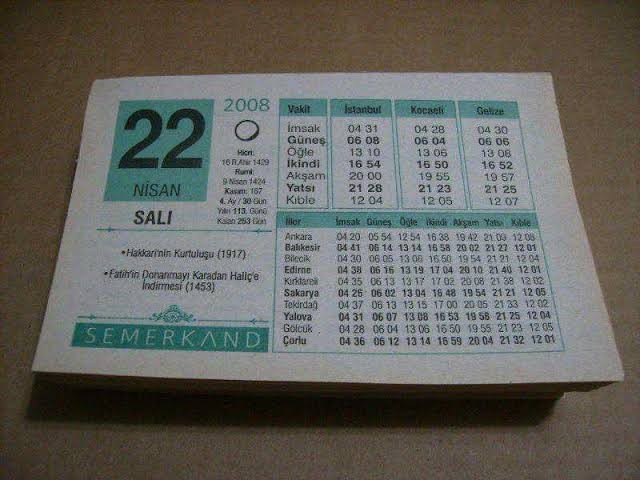 22
NİSAN
SALI
2008
Hicri:
16 R.Ahir 1429
Rumi
9 Nisan 1424
Kasım: 167
4. Ay / 30 Gün
Yılın 113. Günü
Kalan 253 Gün
• Hakkari'nin Kurtuluşu (1917)
• Fatih'in Donanmayı Karadan Haliç'e
İndirmesi (1453)
SEMERKAND
Vakit İstanbul Kocaeli Gebze
İmsak 04 31 04 28 04 30
Güneş 06 08 06 04 06 06
Öğle 13 10 13 06 13 08
İkindi 16 54 16 50 16 52
Akşam 20 00 19 55 19 57
Yatsı 21 28 21 23 21 25
Kıble 12 04 12 05 12 07
İller İmsak Güneş Öğle İkindi Akşam Yatsı Kıble
Ankara 04 20 05 54 12 54 16 38 19 42 21 09 12 08
Balıkesir 04 41 06 14 13 14 16 58 20 02 21 27 12 01
Bilecik 04 30 06 05 13 06 16 49 19 54 21 21 12 03
Edirne 04 38 06 16 13 19 17 04 20 10 21 40 12 01
Kırklareli 04 35 06 13 13 17 17 02 20 08 21 38 12 02
Sakarya 04 26 06 02 13 04 16 48 19 54 21 21 12 05
Tekirdağ 04 37 06 13 13 15 17 00 20 05 21 33 12 02
Yalova 04 31 06 07 13 08 16 53 19 58 21 25 12 04
Gölcük 04 28 06 04 13 06 16 50 19 55 21 23 12 05
Çorlu 04 36 06 12 13 14 16 59 20 04 21 32 12 01